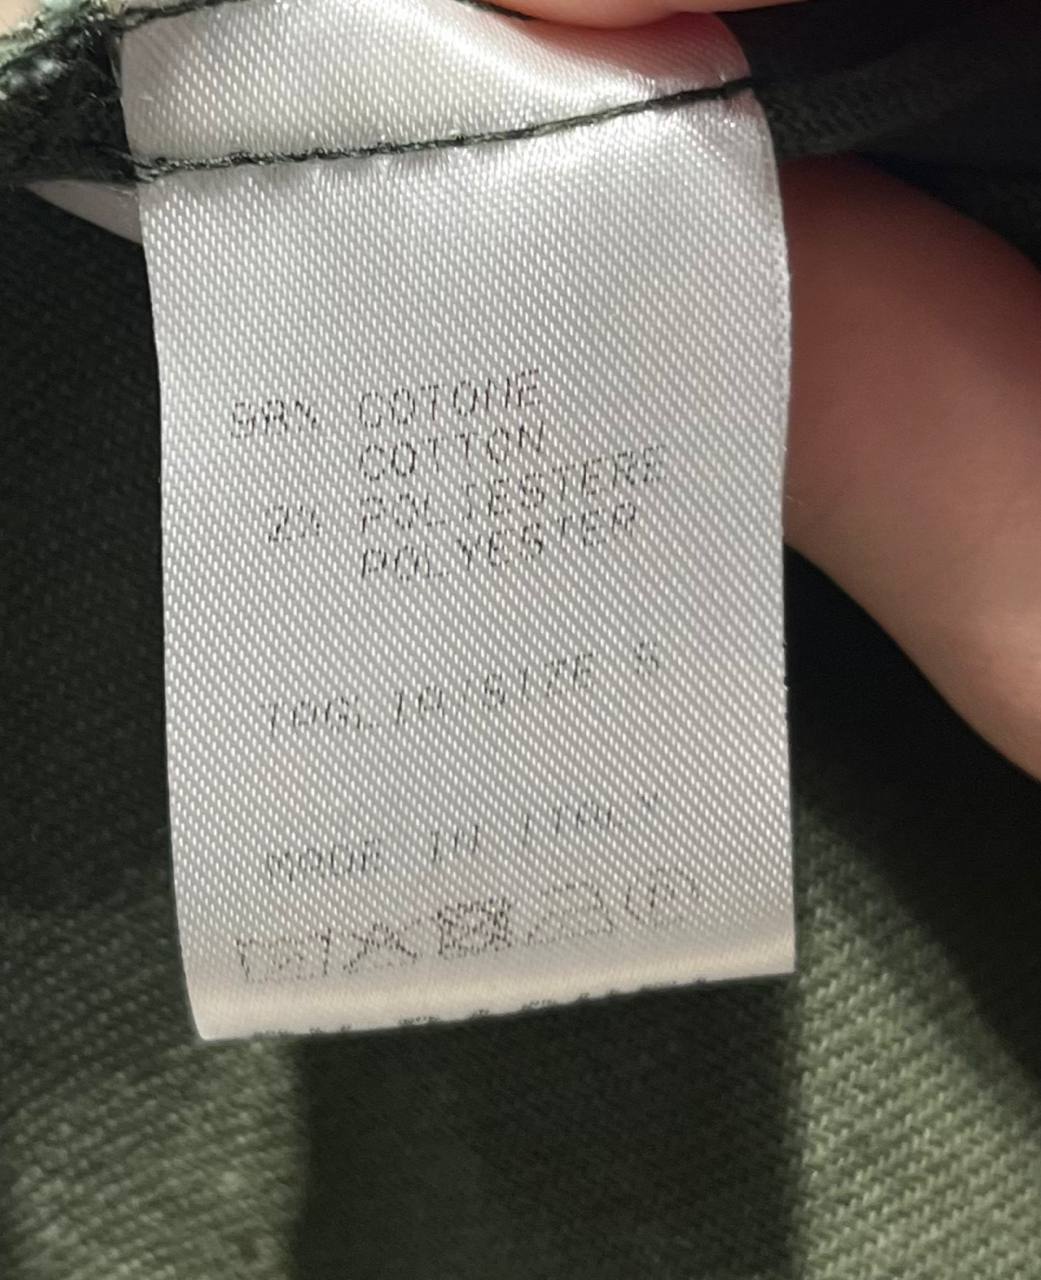 98% COTONE
COTTON
2% POLIESTERE
POLYESTER
TAGLIA/SIZE S
MADE IN ITALY